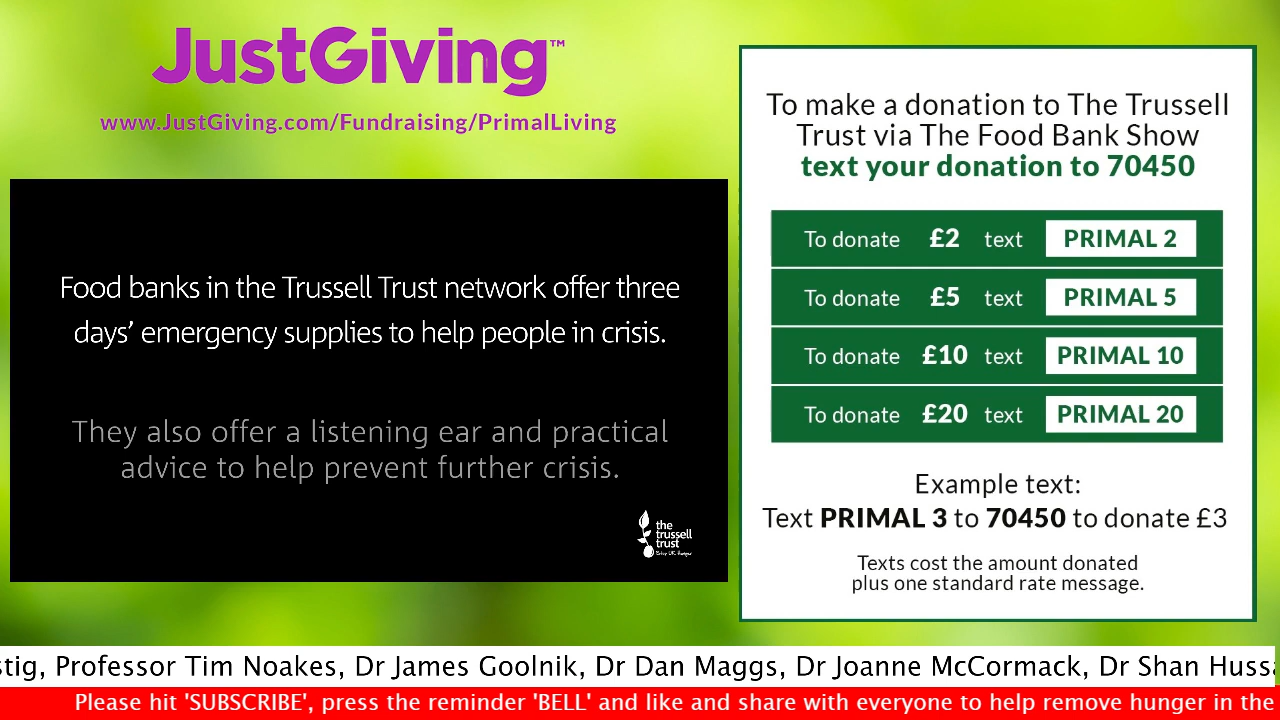 JustGiving™
www.JustGiving.com/Fundraising/PrimalLiving
Food banks in the Trussell Trust network offer three
days’ emergency supplies to help people in crisis.
They also offer a listening ear and practical
advice to help prevent further crisis.
the
trussell
trust
Stop UK Hunger
To make a donation to The Trussell
Trust via The Food Bank Show
text your donation to 70450
To donate £2 text PRIMAL 2
To donate £5 text PRIMAL 5
To donate £10 text PRIMAL 10
To donate £20 text PRIMAL 20
Example text:
Text PRIMAL 3 to 70450 to donate £3
Texts cost the amount donated
plus one standard rate message.
stig, Professor Tim Noakes, Dr James Goolnik, Dr Dan Maggs, Dr Joanne McCormack, Dr Shan Hussa
Please hit 'SUBSCRIBE', press the reminder 'BELL' and like and share with everyone to help remove hunger in the